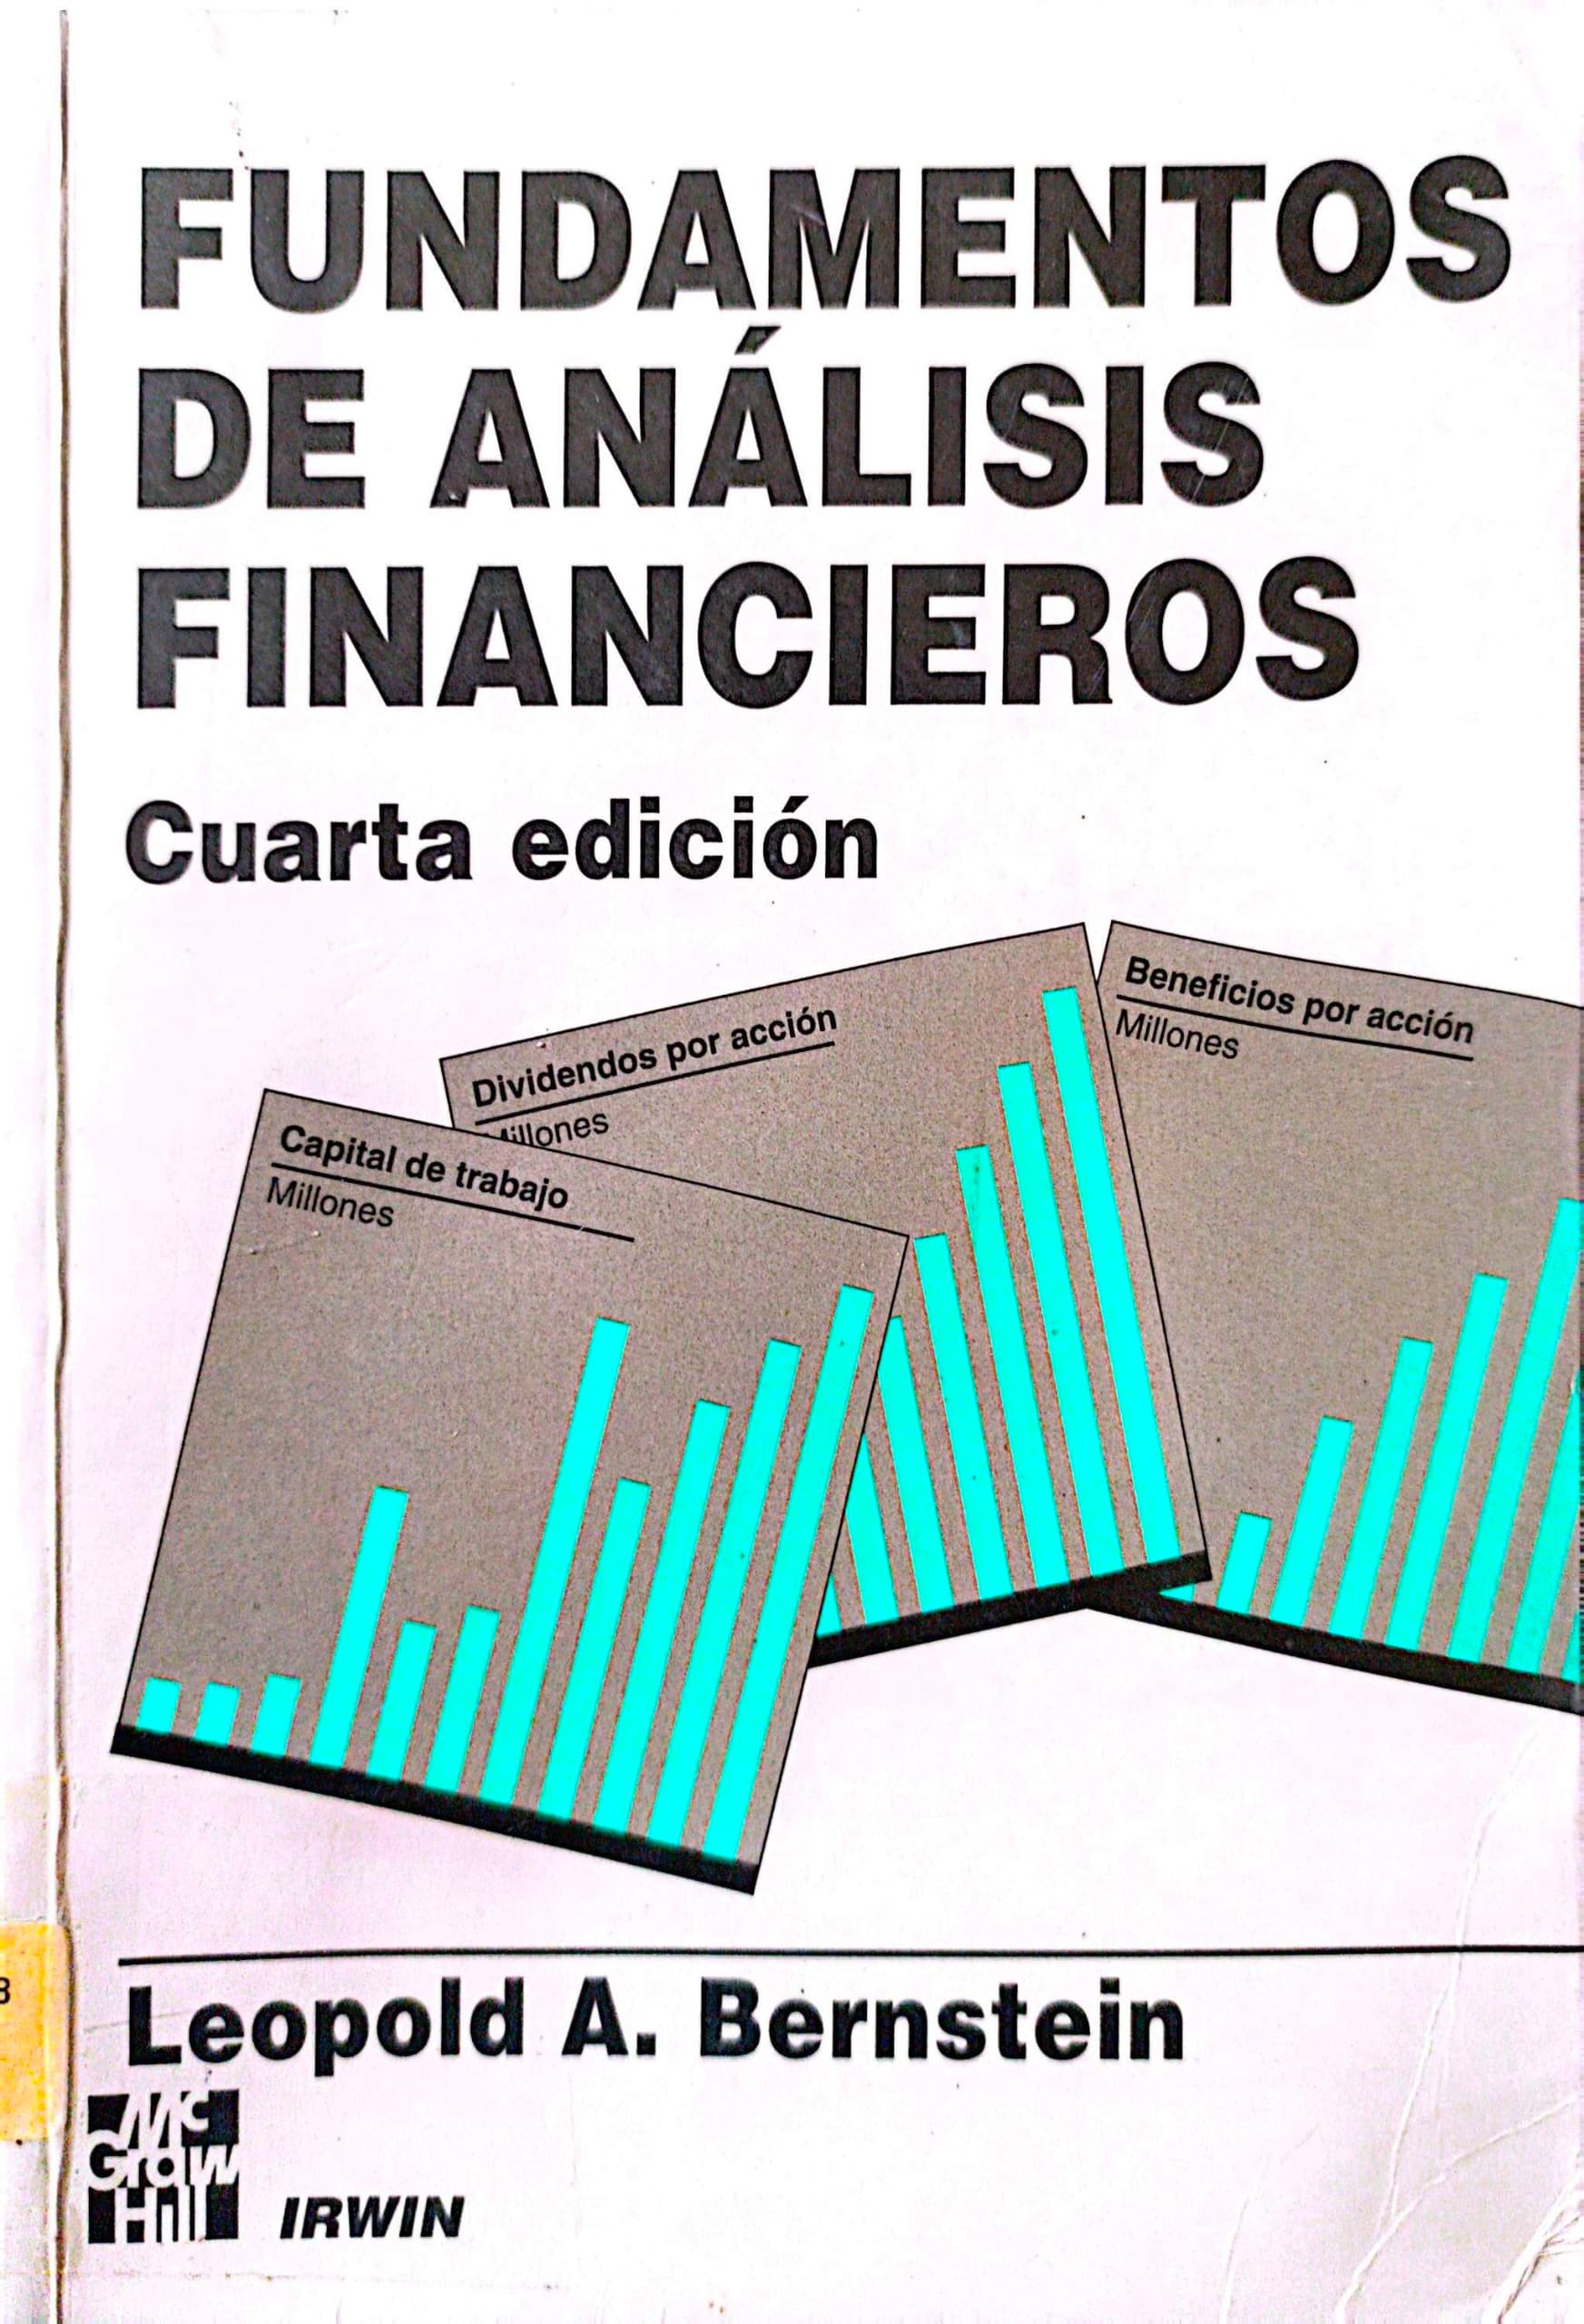 FUNDAMENTOS
DE ANÁLISIS
FINANCIEROS
Cuarta edición
Capital de trabajo
Millones
Dividendos por acción
Millones
Beneficios por acción
Millones
Leopold A. Bernstein
Mc
Graw
Hill
IRWIN